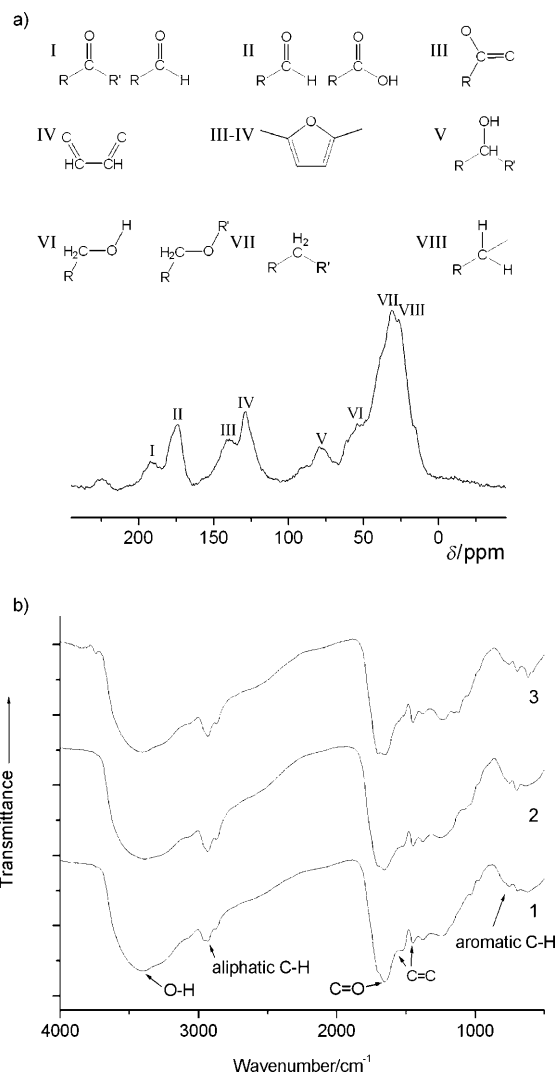 a)
I O C R R' O C R H II O C R H O C R OH III O C C R
IV C C HC CH III-IV O V OH CH R R'
VI H H2C O R R' H2C O R VII H2 C R R' VIII H C R H
I II III IV V VI VII VIII
200 150 100 50 0
δ/ppm
b)
Transmittance
3
2
1
aromatic C-H
aliphatic C-H
O-H
C=O
C=C
4000 3000 2000 1000 500
Wavenumber/cm-1